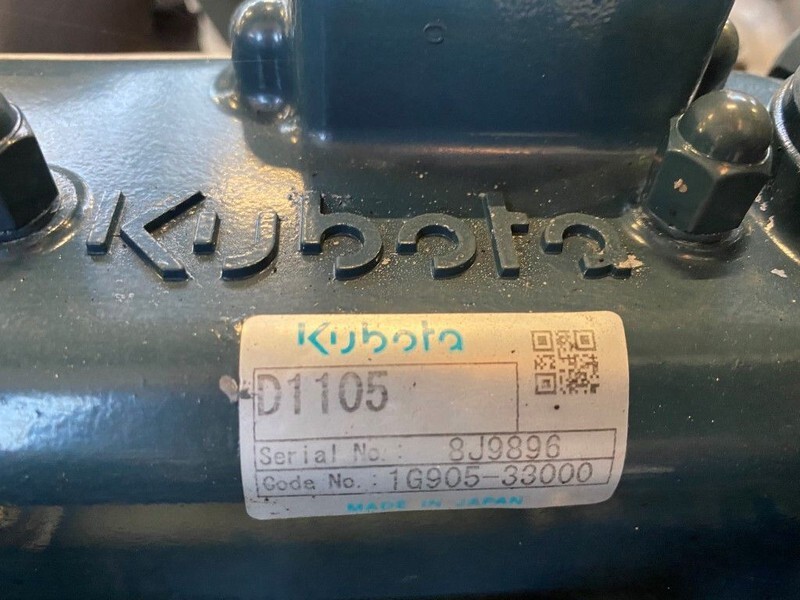 Kubota
Kubota
D1105
Serial No.: 8J9896
Code No.: 1G905-33000
MADE IN JAPAN